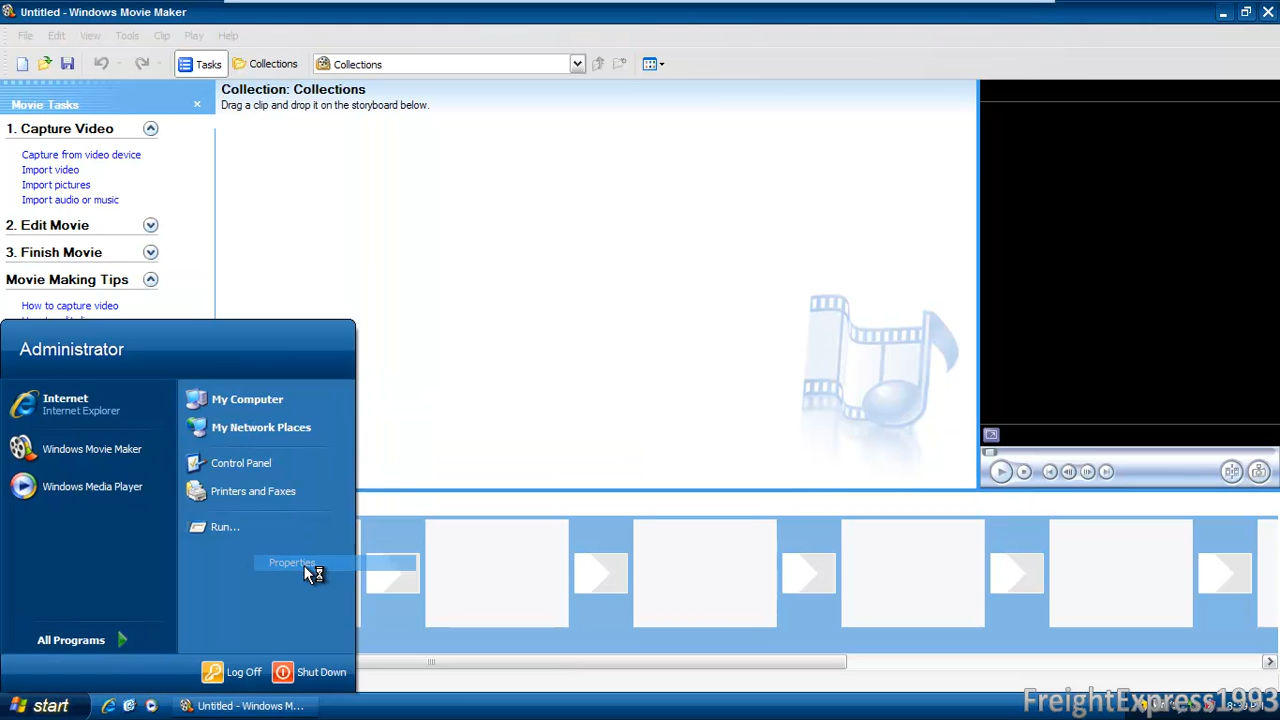 Untitled - Windows Movie Maker
File Edit View Tools Clip Play Help
Tasks Collections Collections
Movie Tasks
1. Capture Video
Capture from video device
Import video
Import pictures
Import audio or music
2. Edit Movie
3. Finish Movie
Movie Making Tips
How to capture video
Collection: Collections
Drag a clip and drop it on the storyboard below.
Administrator
Internet
Internet Explorer
Windows Movie Maker
Windows Media Player
All Programs
My Computer
My Network Places
Control Panel
Printers and Faxes
Run...
Properties
Log Off Shut Down
start Untitled - Windows M...
FreightExpress1993